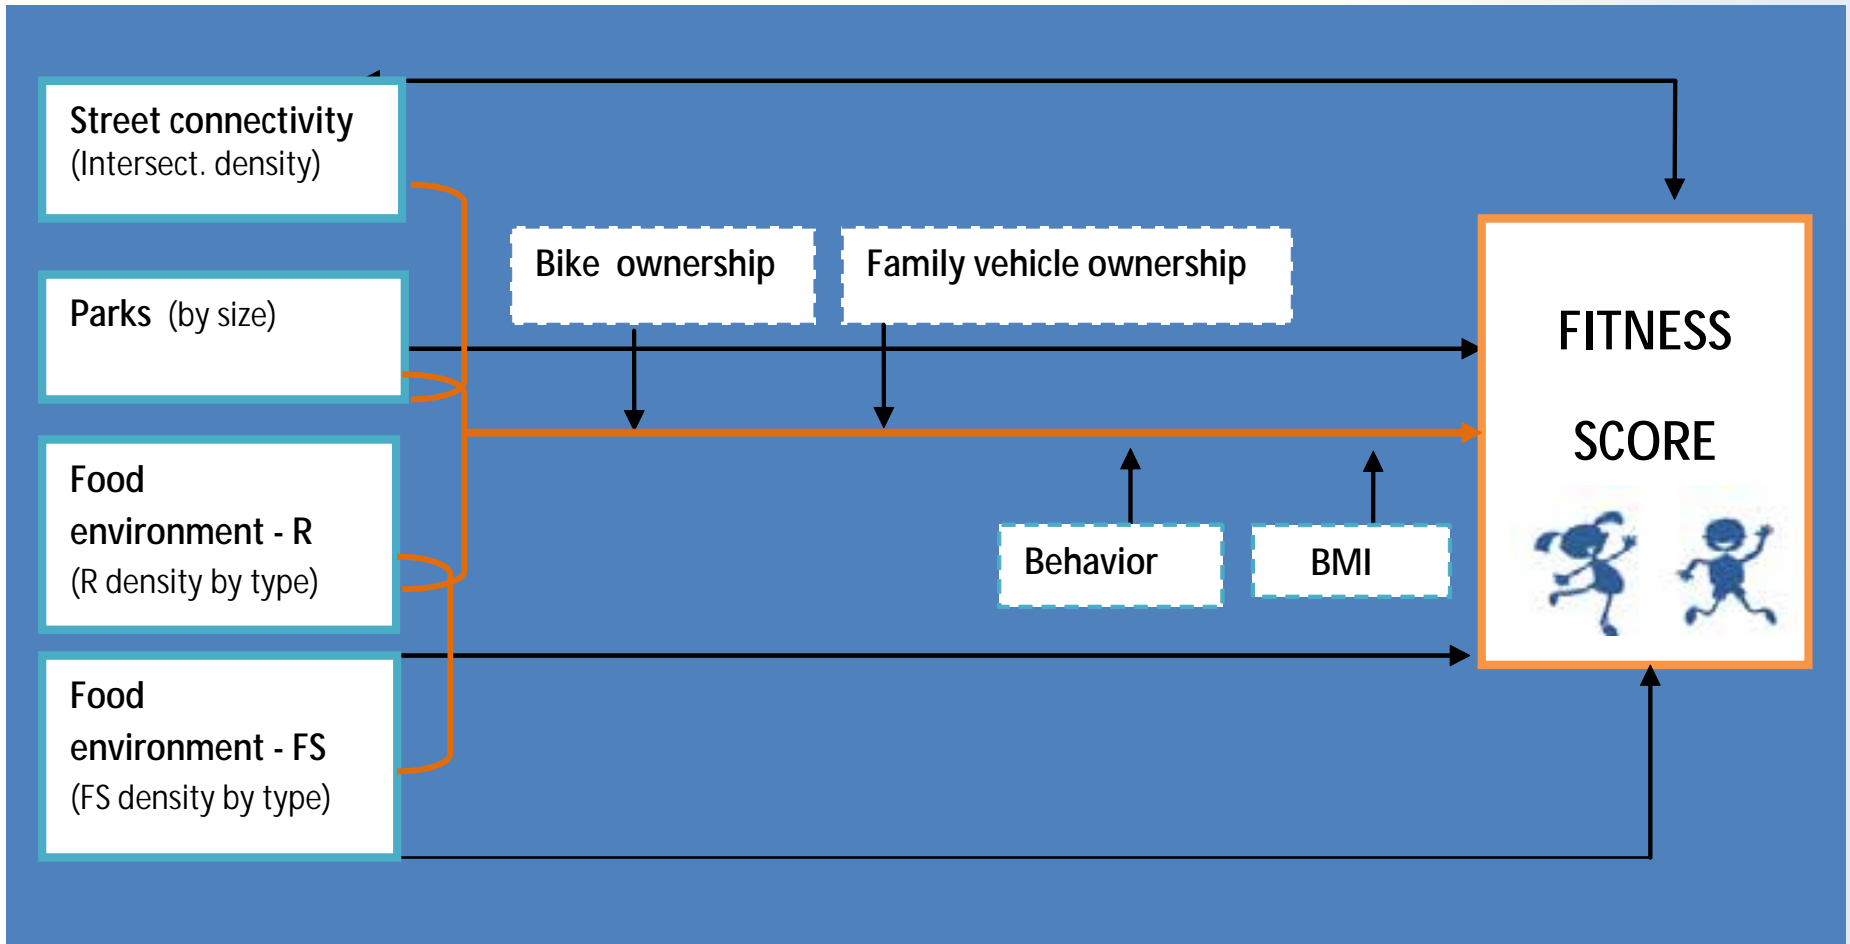 Street connectivity
(Intersect. density)
Bike ownership
Family vehicle ownership
Parks (by size)
FITNESS
SCORE
Food
environment - R
(R density by type)
Behavior
BMI
Food
environment - FS
(FS density by type)